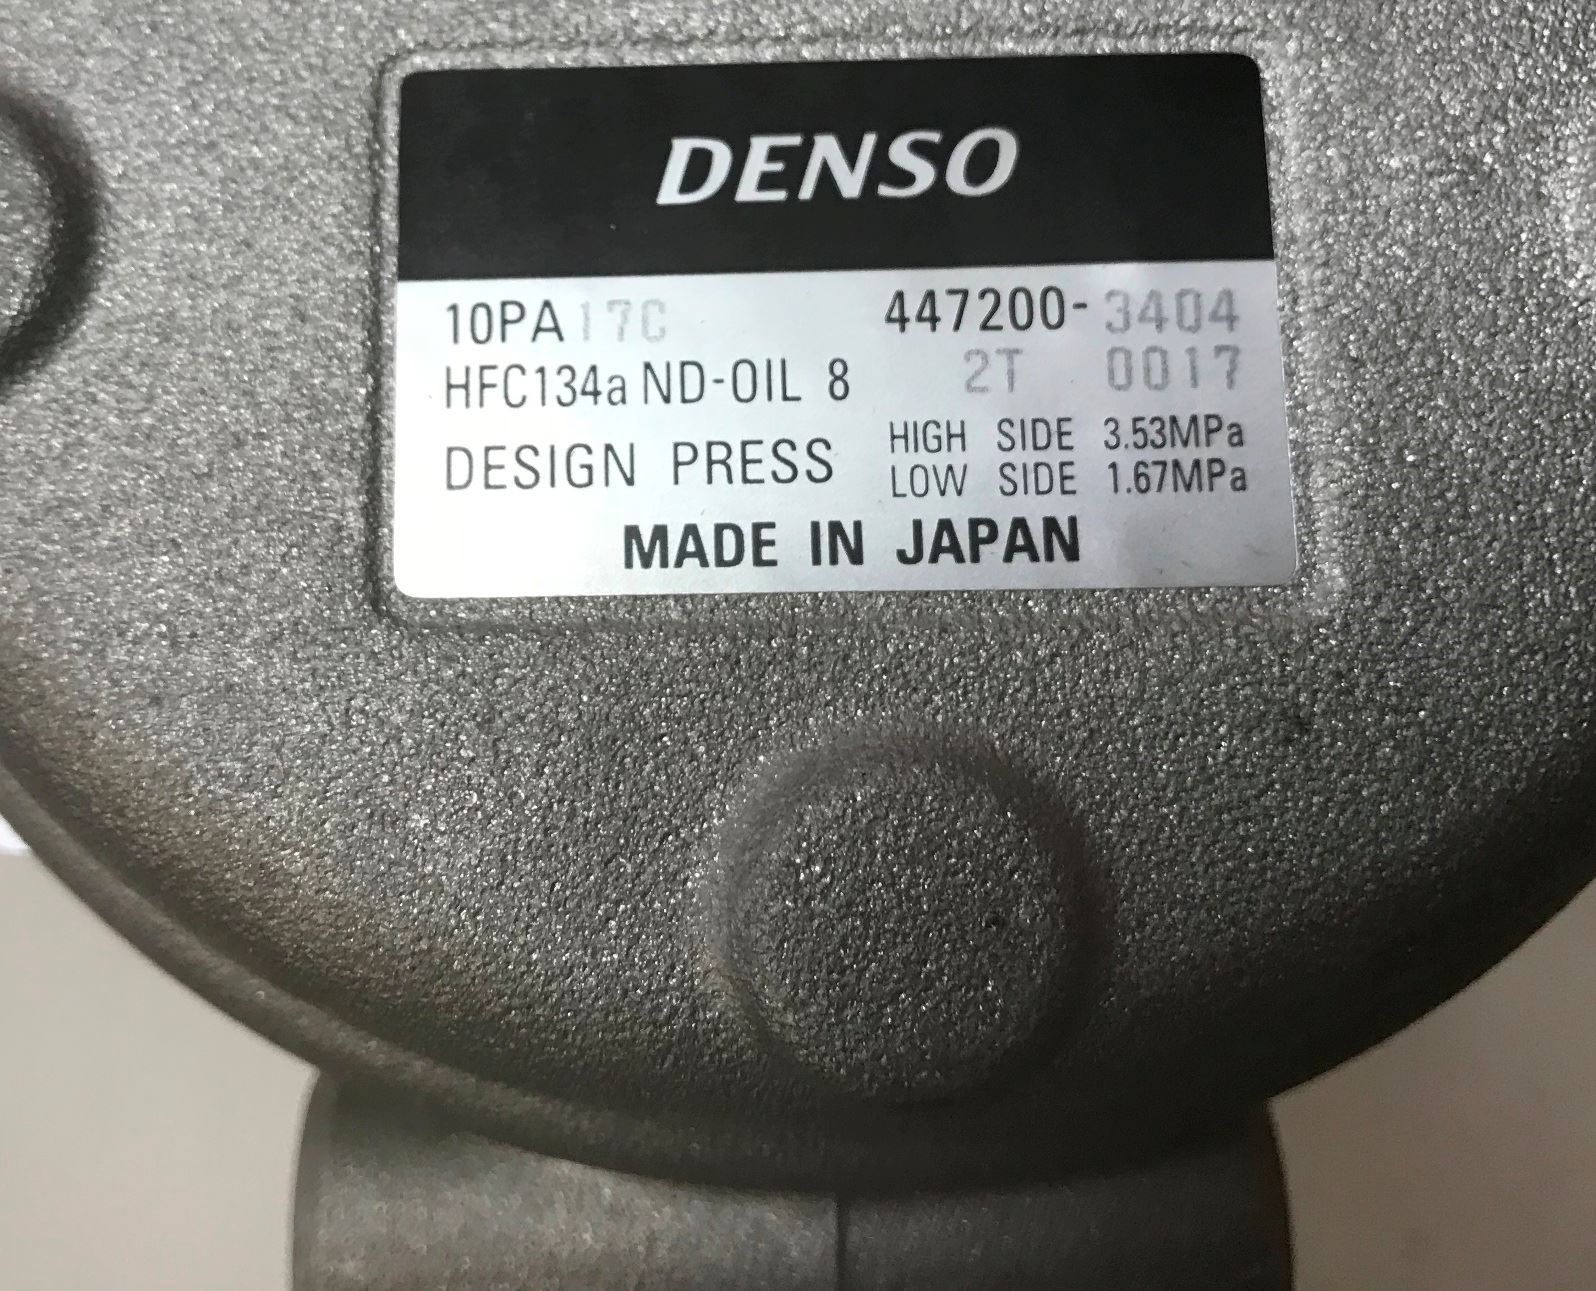 DENSO
10PA17C 447200-3404
HFC134a ND-OIL 8 2T 0017
DESIGN PRESS HIGH SIDE 3.53MPa
LOW SIDE 1.67MPa
MADE IN JAPAN